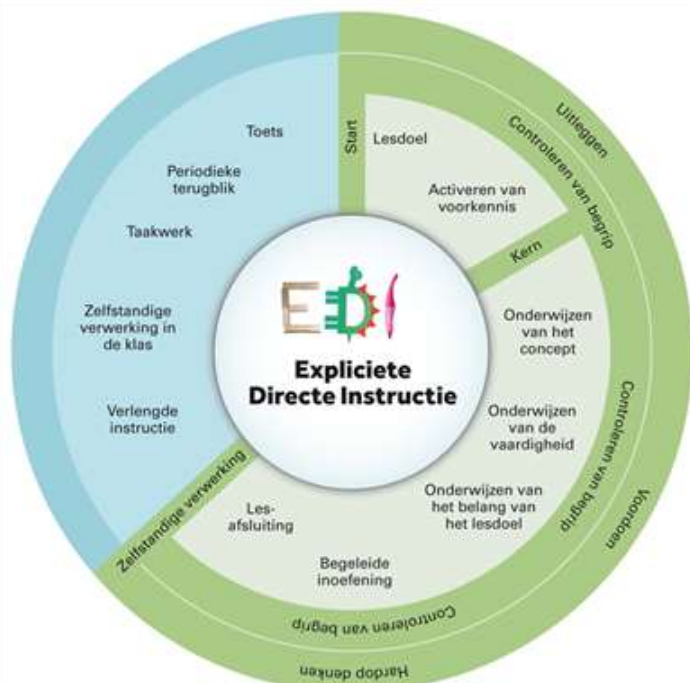 EDI
Expliciete
Directe Instructie
Start
Lesdoel
Activeren van
voorkennis
Kern
Onderwijzen
van het
concept
Onderwijzen
van de
vaardigheid
Onderwijzen van
het belang van
het lesdoel
Begeleide
inoefening
Les-
afsluiting
Zelfstandige verwerking
Verlengde
instructie
Zelfstandige
verwerking in
de klas
Taakwerk
Periodieke
terugblik
Toets
Controleren van begrip
Controleren van begrip
Controleren van begrip
Uitleggen
Voordoen
Hardop denken